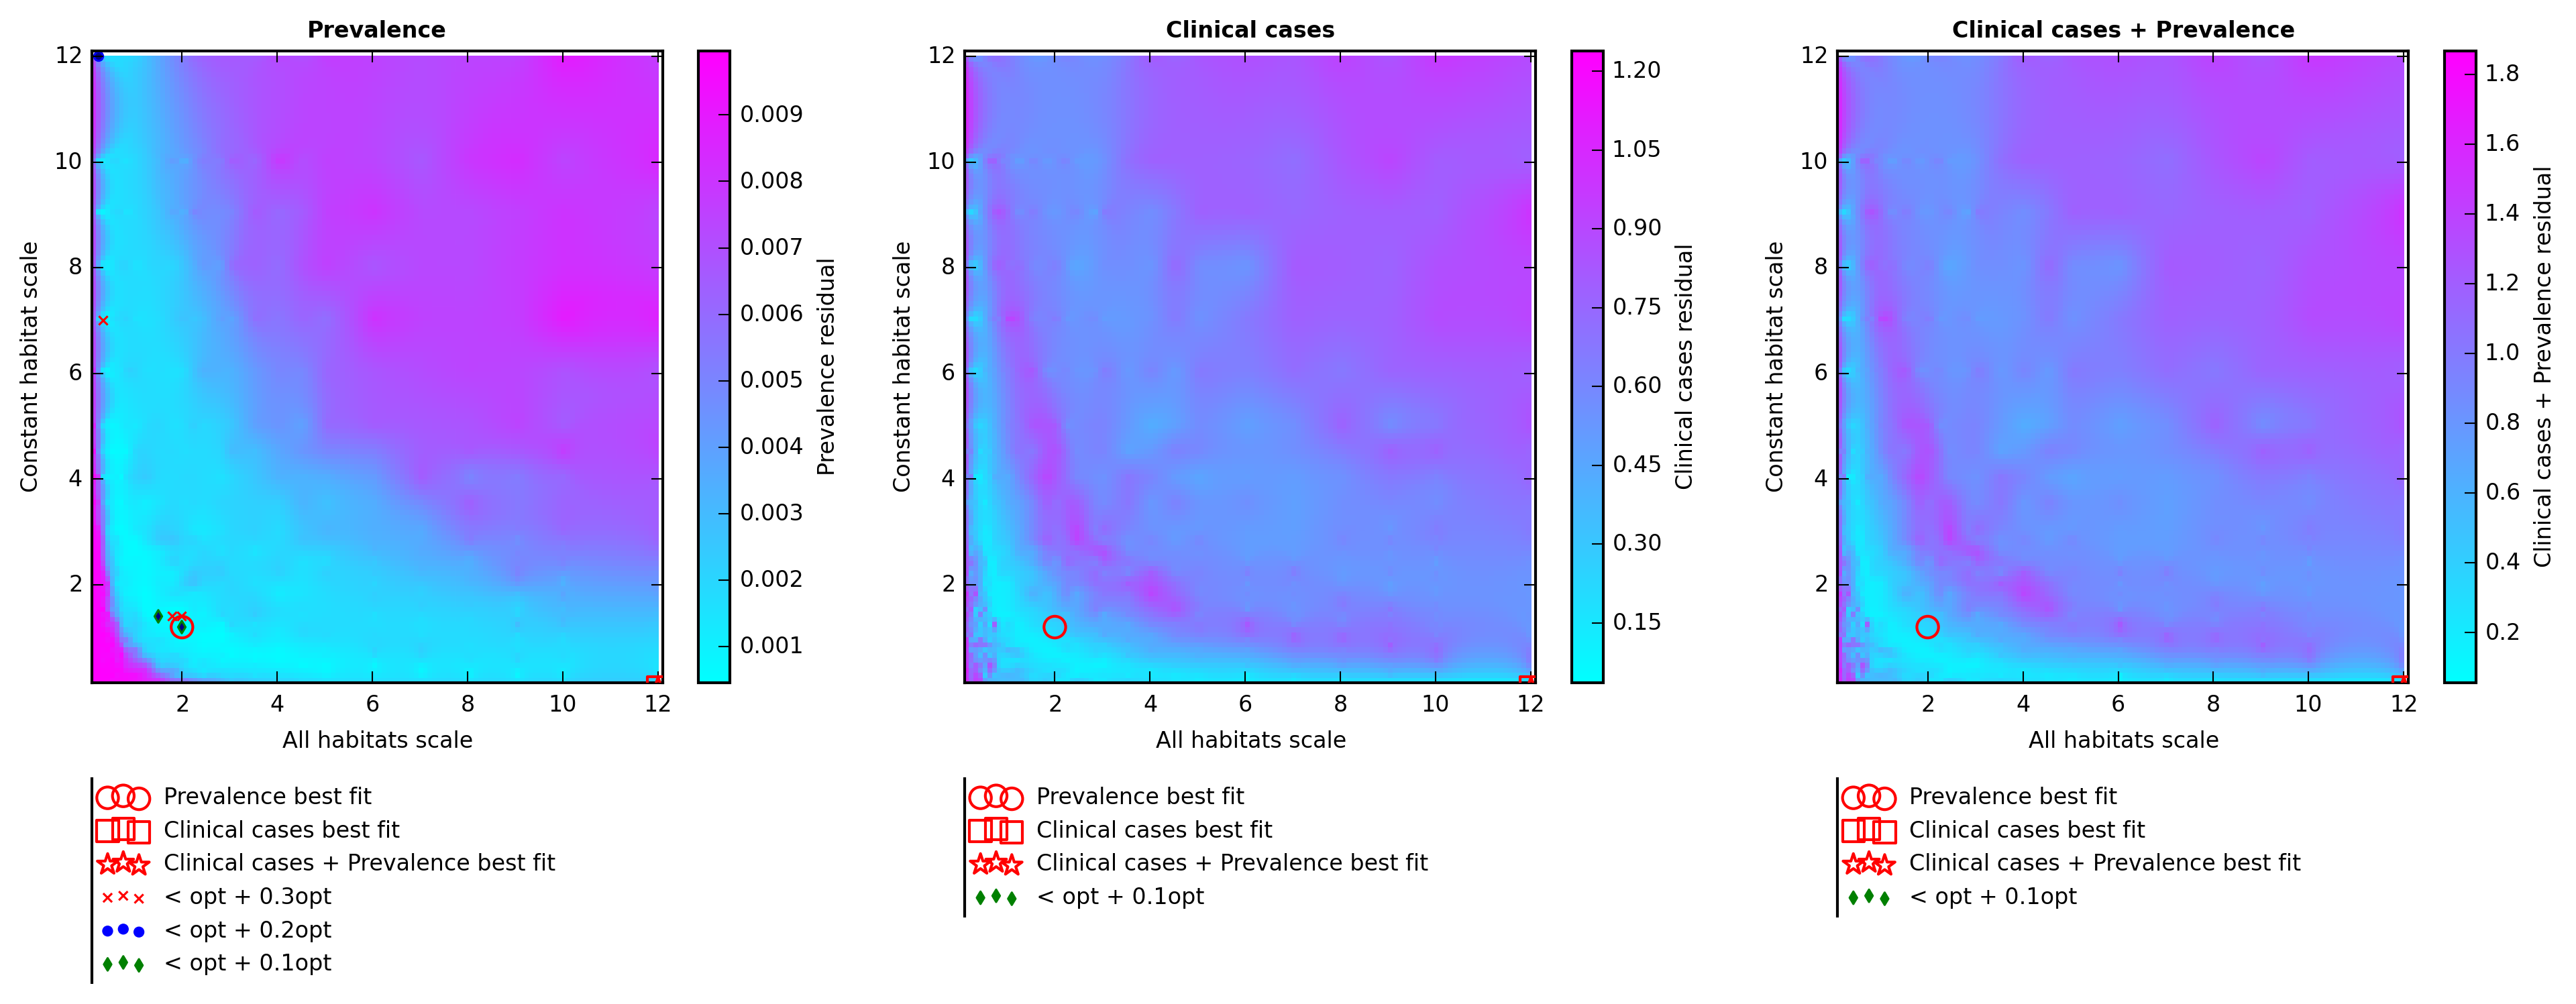 Prevalence
Clinical cases
Clinical cases + Prevalence
12
10
8
6
4
2
Constant habitat scale
2 4 6 8 10 12
All habitats scale
0.009
0.008
0.007
0.006
0.005
0.004
0.003
0.002
0.001
Prevalence residual
12
10
8
6
4
2
Constant habitat scale
2 4 6 8 10 12
All habitats scale
1.20
1.05
0.90
0.75
0.60
0.45
0.30
0.15
Clinical cases residual
12
10
8
6
4
2
Constant habitat scale
2 4 6 8 10 12
All habitats scale
1.8
1.6
1.4
1.2
1.0
0.8
0.6
0.4
0.2
Clinical cases + Prevalence residual
Prevalence best fit
Clinical cases best fit
Clinical cases + Prevalence best fit
< opt + 0.3opt
< opt + 0.2opt
< opt + 0.1opt
Prevalence best fit
Clinical cases best fit
Clinical cases + Prevalence best fit
< opt + 0.1opt
Prevalence best fit
Clinical cases best fit
Clinical cases + Prevalence best fit
< opt + 0.1opt